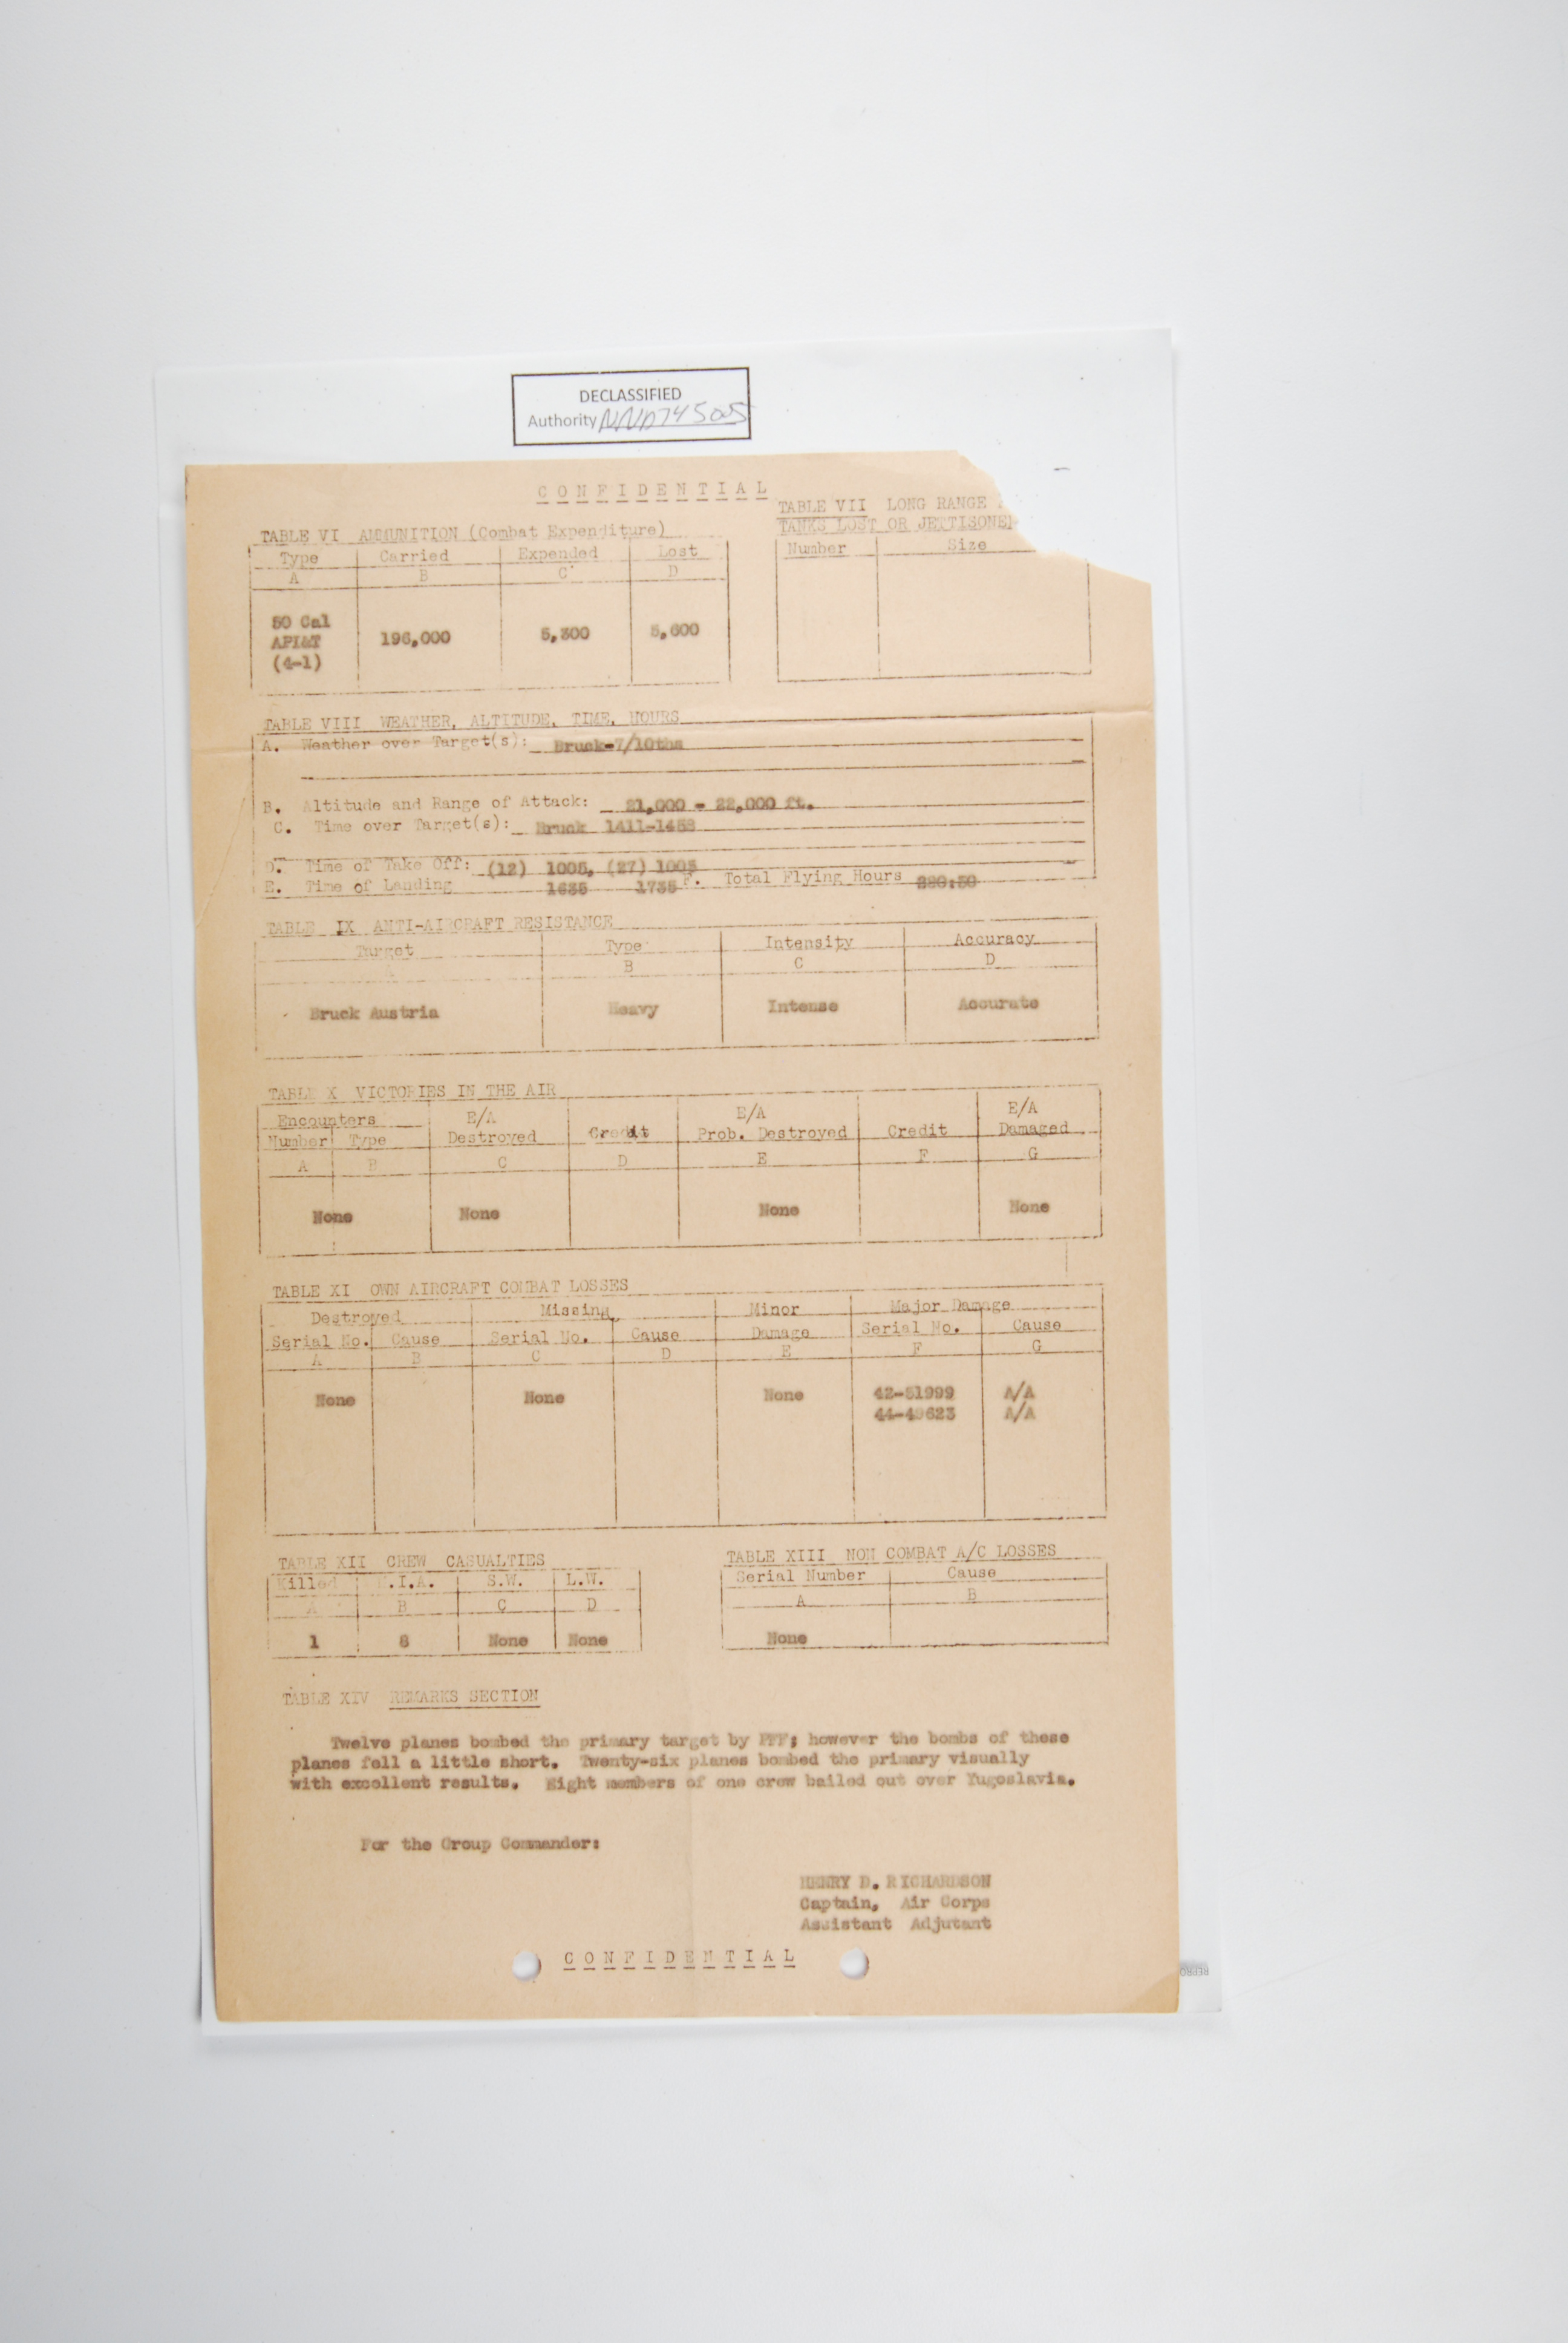 DECLASSIFIED
Authority NND745005
C O N F I D E N T I A L
TABLE VII LONG RANGE
TANKS LOST OR JETTISONE
Number Size
TABLE VI AMMUNITION (Combat Expenditure)
Type Carried Expended Lost
A B C D
50 Cal
API&T
(4-1)
196,000 5,300 5,600
TABLE VIII WEATHER, ALTITUDE, TIME, HOURS
A. Weather over Target(s): Bruck-7/10ths
B. Altitude and Range of Attack: 21,000 - 22,000 ft.
C. Time over Target(s): Bruck 1411-1458
D. Time of Take Off: (12) 1005, (27) 1005
E. Time of Landing 1635 1735 F. Total Flying Hours
TABLE IX ANTI-AIRCRAFT RESISTANCE
Target Type Intensity Accuracy
A B C D
Bruck Austria Heavy Intense Accurate
TABLE X VICTORIES IN THE AIR
Encounters E/A E/A E/A
Number Type Destroyed Credit Prob. Destroyed Credit Damaged
A B C D E F G
None None None None
TABLE XI OWN AIRCRAFT COMBAT LOSSES
Destroyed Missing Minor Major Damage
Serial No. Cause Serial No. Cause Damage Serial No. Cause
A B C D E F G
None None None 42-51999 A/A
44-49623 A/A
TABLE XII CREW CASUALTIES
Killed .I.A. S.W. L.W.
A B C D
1 8 None None
TABLE XIII NON COMBAT A/C LOSSES
Serial Number Cause
A B
None
TABLE XIV REMARKS SECTION
Twelve planes bombed the primary target by PFF; however the bombs of these
planes fell a little short. Twenty-six planes bombed the primary visually
with excellent results. Eight members of one crew bailed out over Yugoslavia.
For the Group Commander:
HENRY D. RICHARDSON
Captain, Air Corps
Assistant Adjutant
C O N F I D E N T I A L